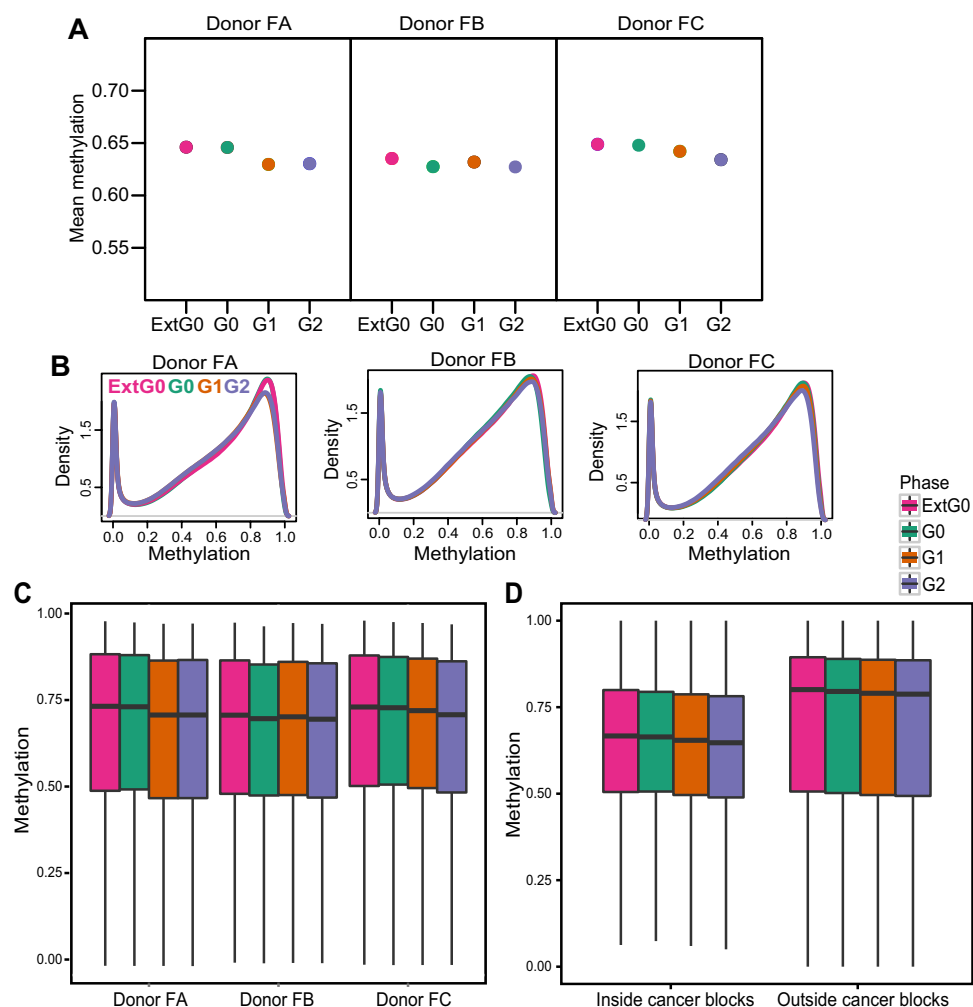 A
Donor FA Donor FB Donor FC
Mean methylation
0.70
0.65
0.60
0.55
ExtG0 G0 G1 G2 ExtG0 G0 G1 G2 ExtG0 G0 G1 G2
B
Donor FA
ExtG0 G0 G1 G2
Density
1.5
0.5
0.0 0.2 0.4 0.6 0.8 1.0
Methylation
Donor FB
Density
1.5
0.5
0.0 0.2 0.4 0.6 0.8 1.0
Methylation
Donor FC
Density
1.5
0.5
0.0 0.2 0.4 0.6 0.8 1.0
Methylation
Phase
ExtG0
G0
G1
G2
C
Methylation
1.00
0.75
0.50
0.25
0.00
Donor FA Donor FB Donor FC
D
Methylation
1.00
0.75
0.50
0.25
0.00
Inside cancer blocks Outside cancer blocks